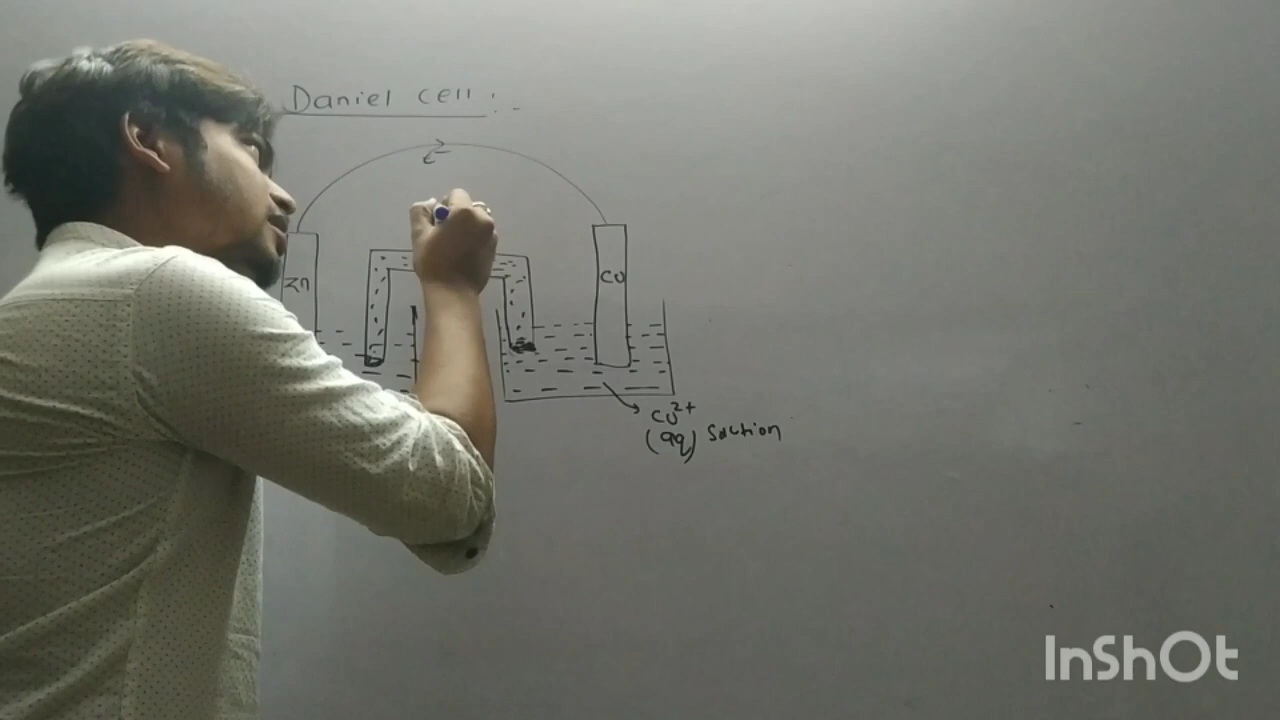 Daniel cell :-
e-
Zn
Cu
Cu2+
(aq) Solution
InShOt